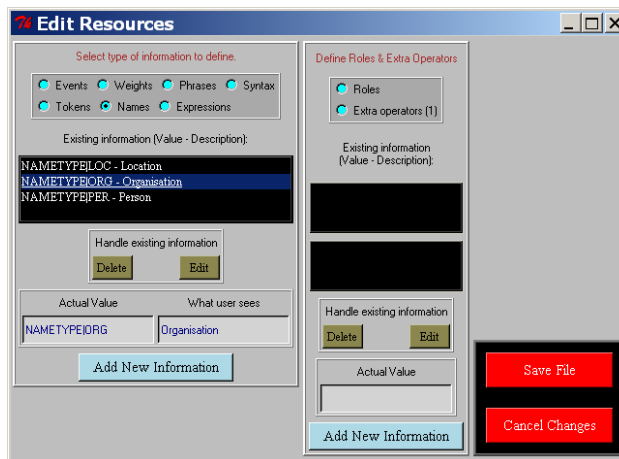 Edit Resources
Select type of information to define.
Events Weights Phrases Syntax
Tokens Names Expressions
Existing information (Value - Description):
NAMETYPE|LOC - Location
NAMETYPE|ORG - Organisation
NAMETYPE|PER - Person
Handle existing information
Delete Edit
Actual Value What user sees
NAMETYPE|ORG Organisation
Add New Information
Define Roles & Extra Operators
Roles
Extra operators (1)
Existing information
(Value - Description):
Handle existing information
Delete Edit
Actual Value
Add New Information
Save File
Cancel Changes